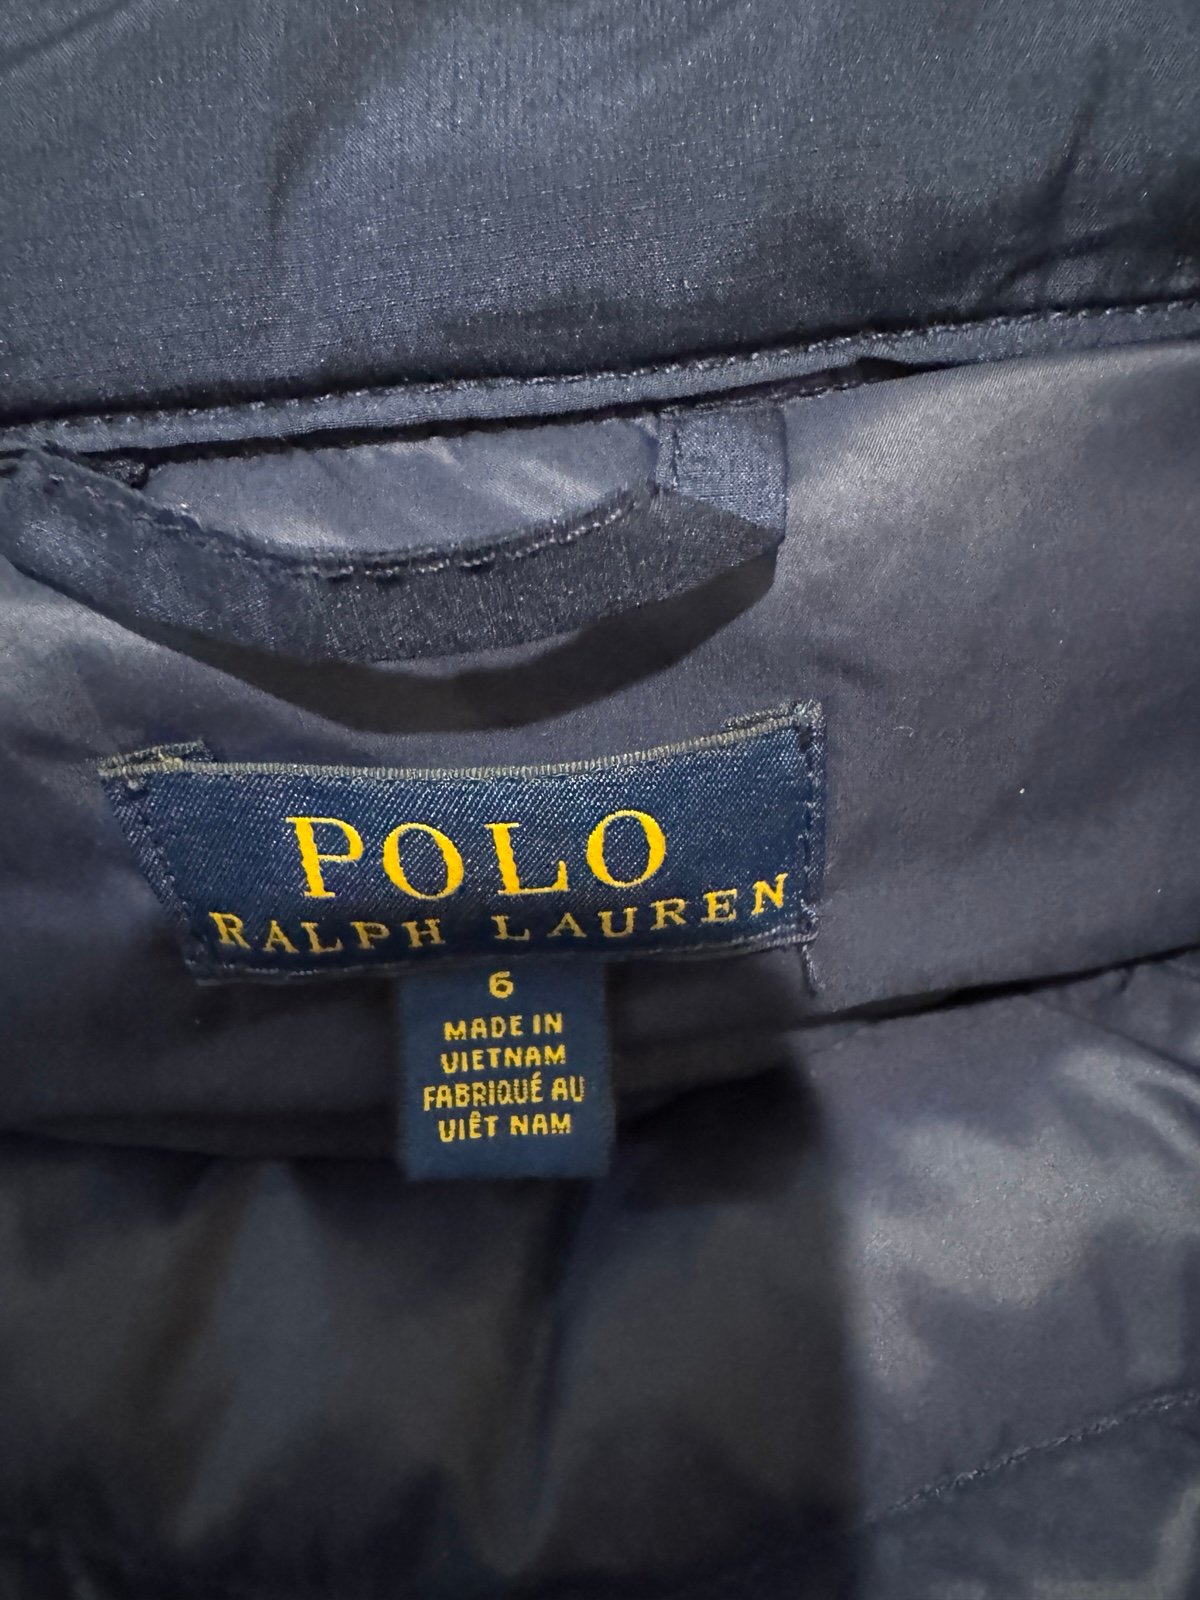 POLO
RALPH LAUREN
6
MADE IN
VIETNAM
FABRIQUÉ AU
VIÊT NAM